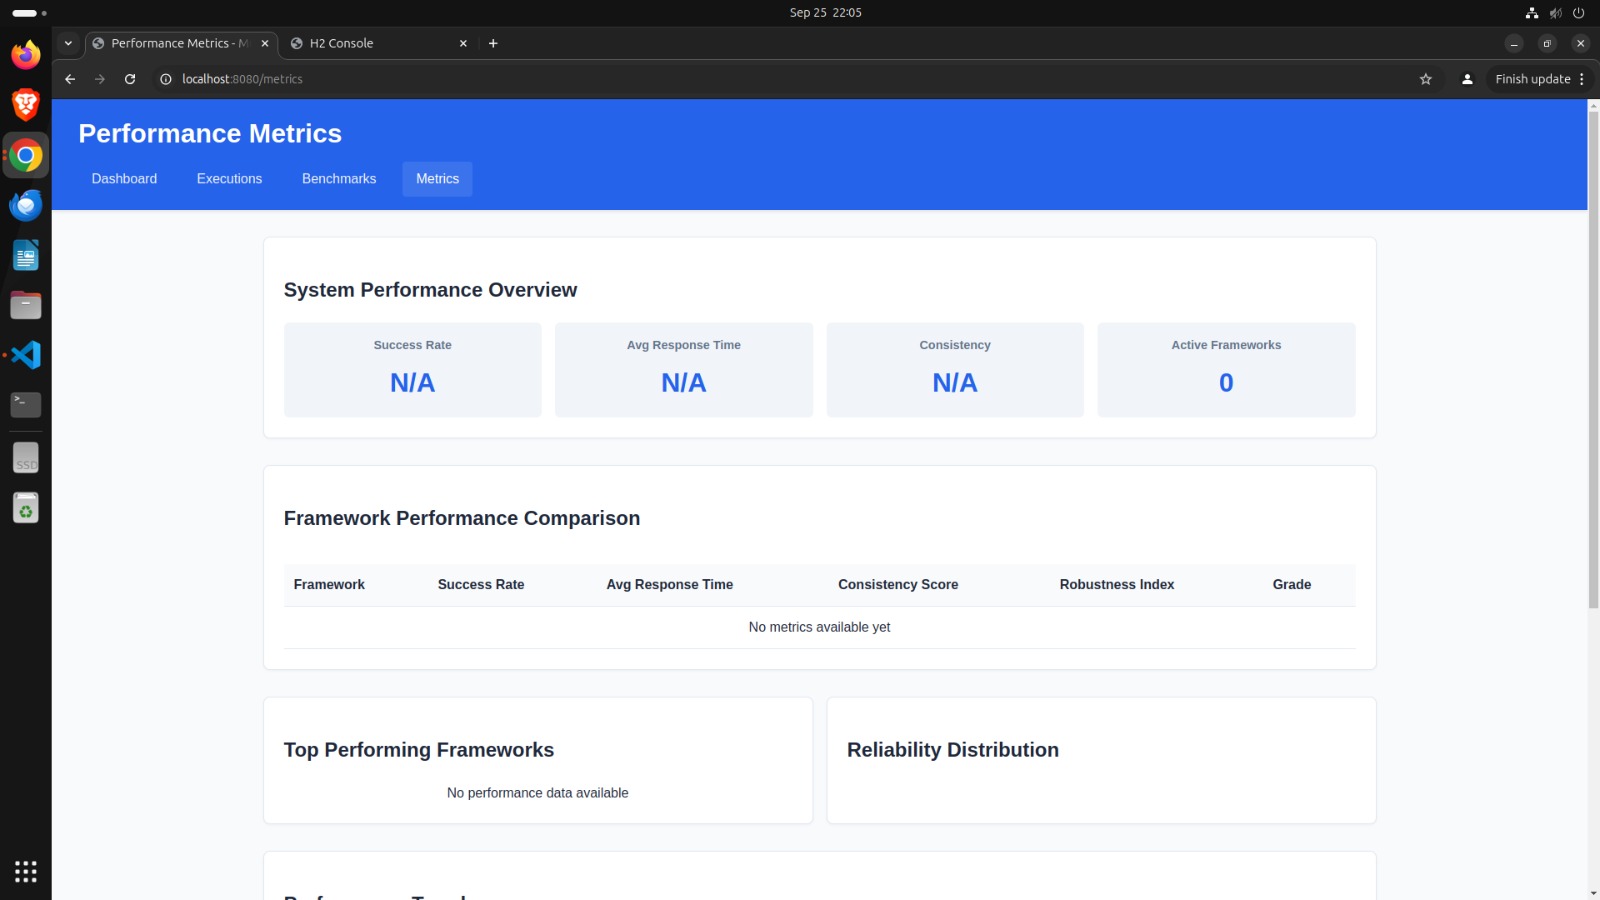 Sep 25 22:05
Performance Metrics - M
H2 Console
localhost:8080/metrics
Finish update
Performance Metrics
Dashboard Executions Benchmarks Metrics
System Performance Overview
Success Rate Avg Response Time Consistency Active Frameworks
N/A N/A N/A 0
Framework Performance Comparison
Framework Success Rate Avg Response Time Consistency Score Robustness Index Grade
No metrics available yet
Top Performing Frameworks Reliability Distribution
No performance data available
SSD